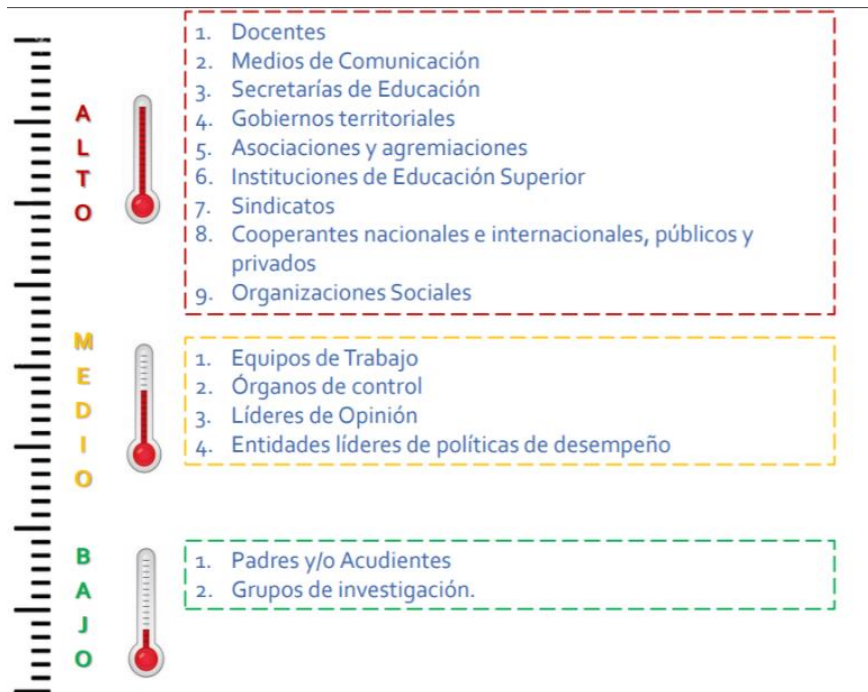 ALTO
1. Docentes
2. Medios de Comunicación
3. Secretarías de Educación
4. Gobiernos territoriales
5. Asociaciones y agremiaciones
6. Instituciones de Educación Superior
7. Sindicatos
8. Cooperantes nacionales e internacionales, públicos y
privados
9. Organizaciones Sociales
MEDIO
1. Equipos de Trabajo
2. Órganos de control
3. Líderes de Opinión
4. Entidades líderes de políticas de desempeño
BAJO
1. Padres y/o Acudientes
2. Grupos de investigación.